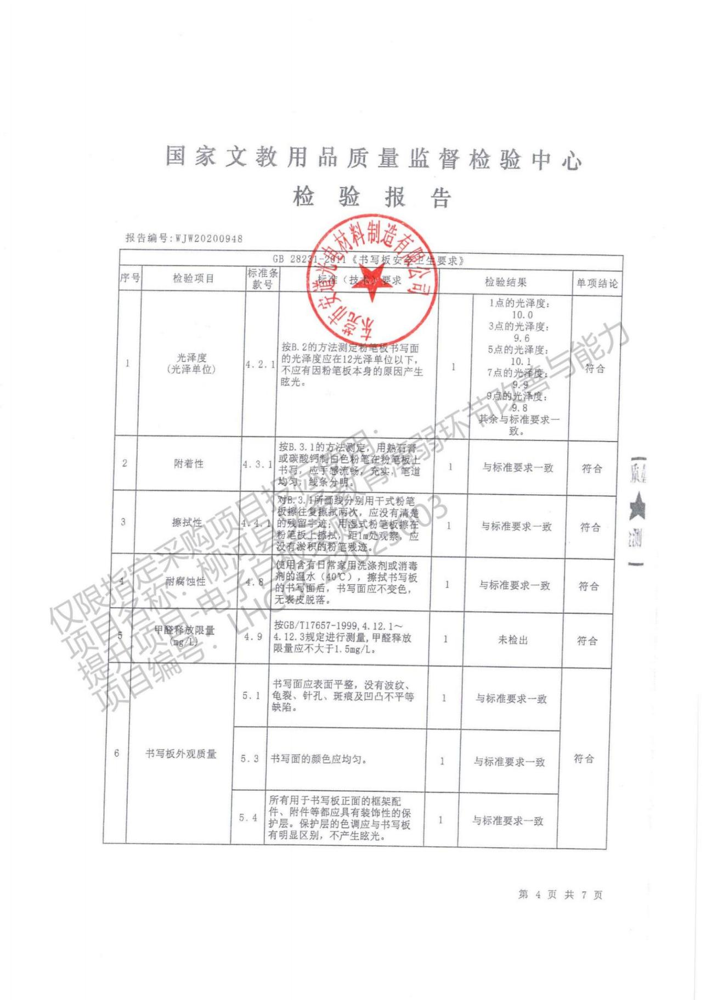 国家文教用品质量监督检验中心
检验报告
报告编号:WJW20200948
GB 28231-2011《书写板安全卫生要求》
序号 检验项目 标准条款号 标准（技术）要求 检验结果 单项结论
1 光泽度
(光泽单位)
4.2.1
按B.2的方法测定粉笔板书写面
的光泽度应在12光泽单位以下,
不应有因粉笔板本身的原因产生
眩光。
1
1点的光泽度:
10.0
3点的光泽度:
9.6
5点的光泽度:
10.1
7点的光泽度:
9.9
9点的光泽度:
9.8
其余与标准要求一
致。
符合
2 附着性 4.3.1
按B.3.1的方法测定,用熟石膏
或碳酸钙制白色粉笔在粉笔板上
书写,应手感流畅,充实,笔道
均匀,线条分明。
1 与标准要求一致 符合
3 擦拭性 4.4.1
对B.3.1所画线分别用干式粉笔
板擦往复擦拭两次,应没有清楚
的残留字迹;用湿式粉笔板擦在
粉笔板上擦拭,距1m处观察,应
没有淤积的粉笔残迹。
1 与标准要求一致 符合
4 耐腐蚀性 4.8
使用含有日常家用洗涤剂或消毒
剂的温水（40℃）,擦拭书写板
的书写面后,书写面应不变色,
无表皮脱落。
1 与标准要求一致 符合
5 甲醛释放限量
(mg/L)
4.9
按GB/T17657-1999,4.12.1～
4.12.3规定进行测量,甲醛释放
限量应不大于1.5mg/L。
1 未检出 符合
6 书写板外观质量
5.1
书写面应表面平整,没有波纹、
龟裂、针孔、斑痕及凹凸不平等
缺陷。
1 与标准要求一致
5.3 书写面的颜色应均匀。 1 与标准要求一致
符合
5.4
所有用于书写板正面的框架配
件、附件等都应具有装饰性的保
护层。保护层的色调应与书写板
有明显区别,不产生眩光。
1 与标准要求一致
第 4 页 共 7 页
东莞市安道光电材料制造有限公司
仅限指定采购项目投标使用:
项目名称:柳河县义务教育薄弱环节改善与能力
提升项目-电子白板采购
项目编号:
质量
测